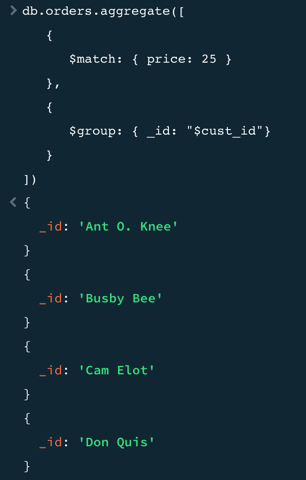 > db.orders.aggregate([
{
$match: { price: 25 }
},
{
$group: { _id: "$cust_id"}
}
])
< {
_id: 'Ant O. Knee'
}
{
_id: 'Busby Bee'
}
{
_id: 'Cam Elot'
}
{
_id: 'Don Quis'
}